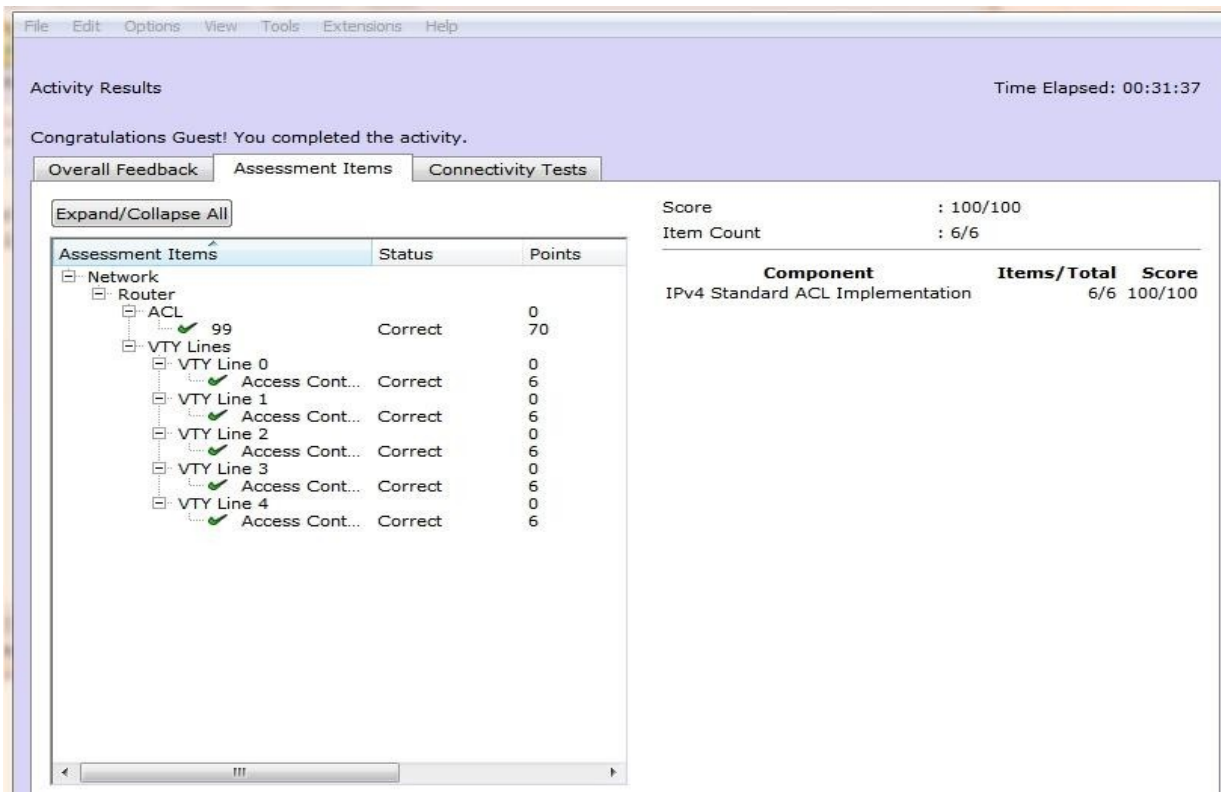 File Edit Options View Tools Extensions Help
Activity Results Time Elapsed: 00:31:37
Congratulations Guest! You completed the activity.
Overall Feedback Assessment Items Connectivity Tests
Expand/Collapse All
Assessment Items Status Points
Network
Router
ACL 0
99 Correct 70
VTY Lines
VTY Line 0 0
Access Cont... Correct 6
VTY Line 1 0
Access Cont... Correct 6
VTY Line 2 0
Access Cont... Correct 6
VTY Line 3 0
Access Cont... Correct 6
VTY Line 4 0
Access Cont... Correct 6
Score : 100/100
Item Count : 6/6
Component Items/Total Score
IPv4 Standard ACL Implementation 6/6 100/100